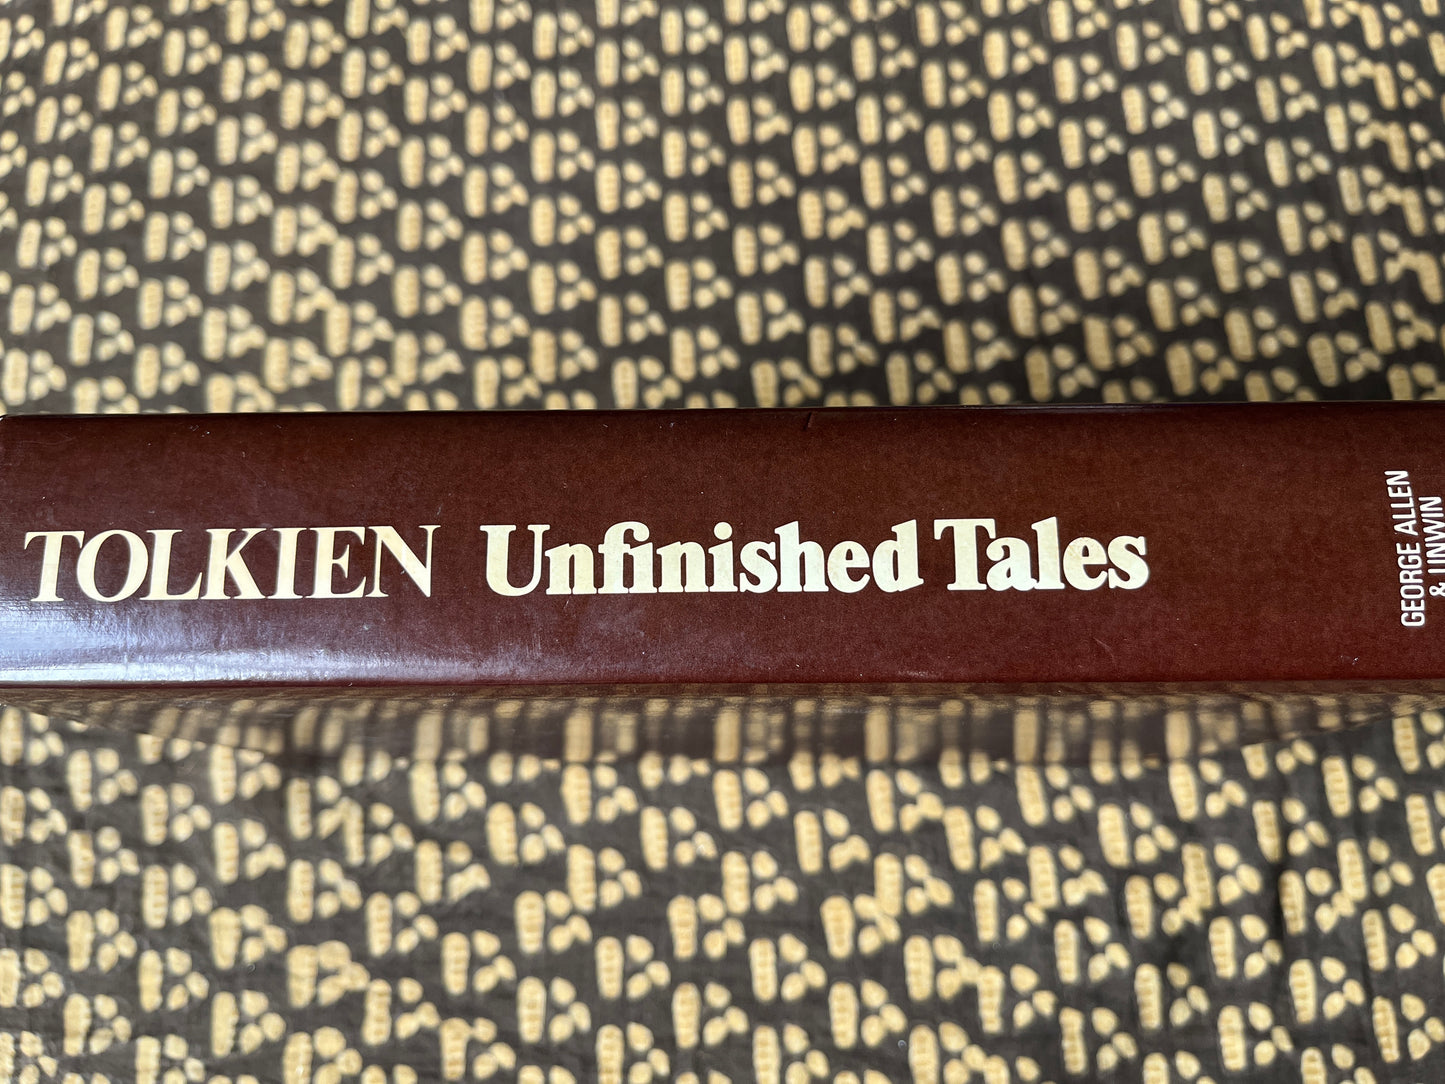 TOLKIEN Unfinished Tales
GEORGE ALLEN
& UNWIN